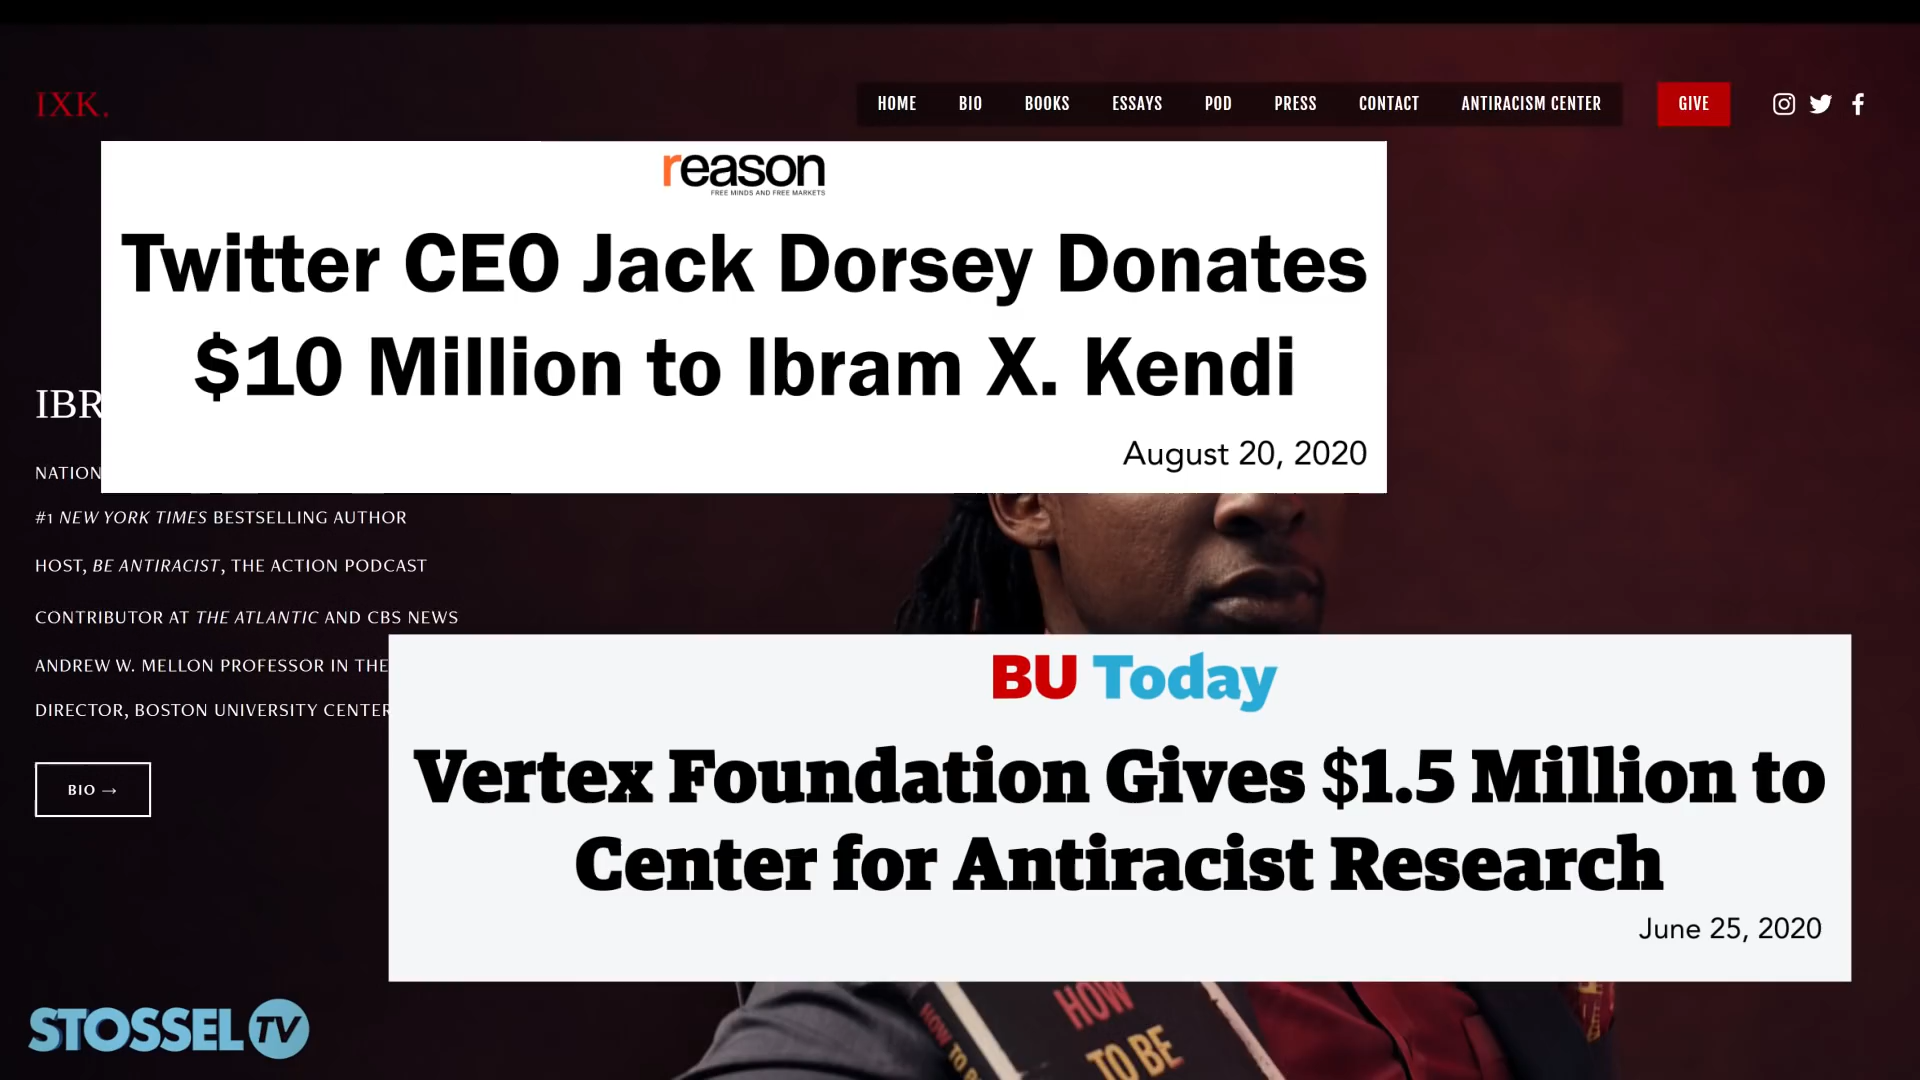 IXK.
HOME BIO BOOKS ESSAYS POD PRESS CONTACT ANTIRACISM CENTER GIVE
reason
FREE MINDS AND FREE MARKETS
Twitter CEO Jack Dorsey Donates
$10 Million to Ibram X. Kendi
August 20, 2020
IBR
NATION
#1 NEW YORK TIMES BESTSELLING AUTHOR
HOST, BE ANTIRACIST, THE ACTION PODCAST
CONTRIBUTOR AT THE ATLANTIC AND CBS NEWS
ANDREW W. MELLON PROFESSOR IN THE
DIRECTOR, BOSTON UNIVERSITY CENTER
BIO →
BU Today
Vertex Foundation Gives $1.5 Million to
Center for Antiracist Research
June 25, 2020
HOW
TO BE
HOW TO B
STOSSEL TV